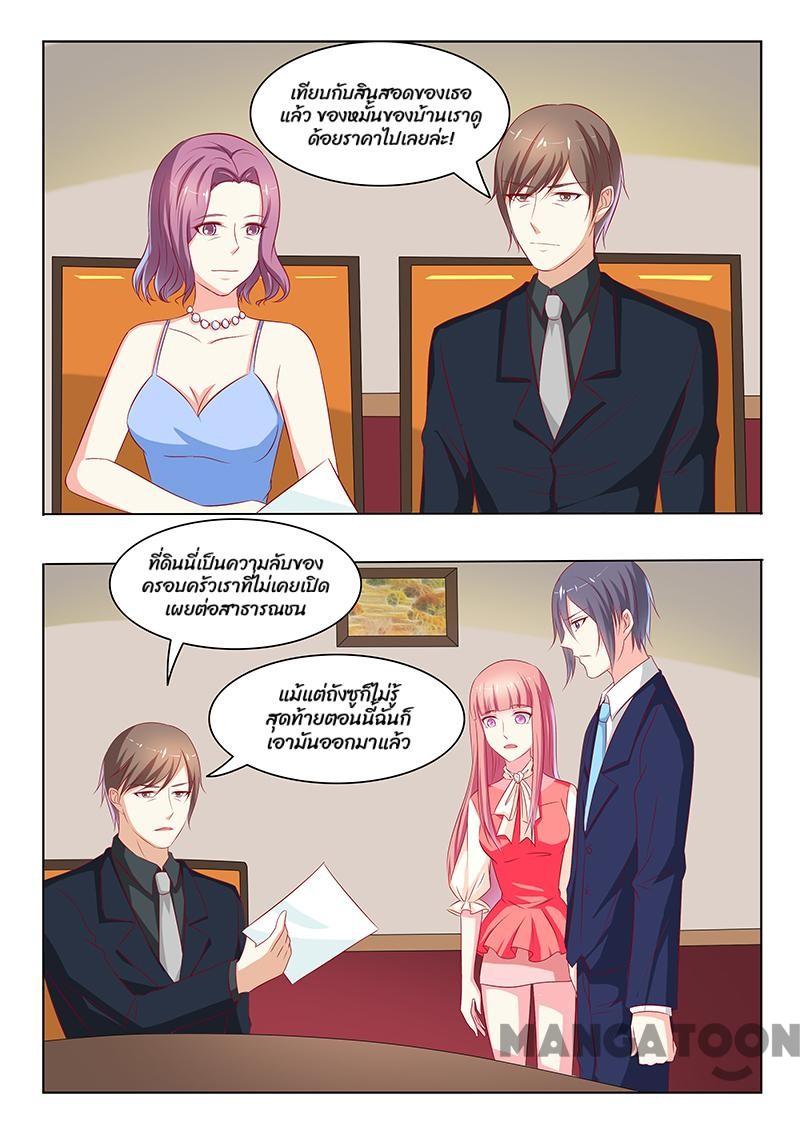 เทียบกับสินสอดของเธอ
แล้ว ของหมั้นของบ้านเราดู
ด้อยราคาไปเลยล่ะ!
ที่ดินนี่เป็นความลับของ
ครอบครัวเราที่ไม่เคยเปิด
เผยต่อสาธารณชน
แม้แต่ถังซูก็ไม่รู้
สุดท้ายตอนนี้ฉันก็
เอามันออกมาแล้ว
MANGATOON